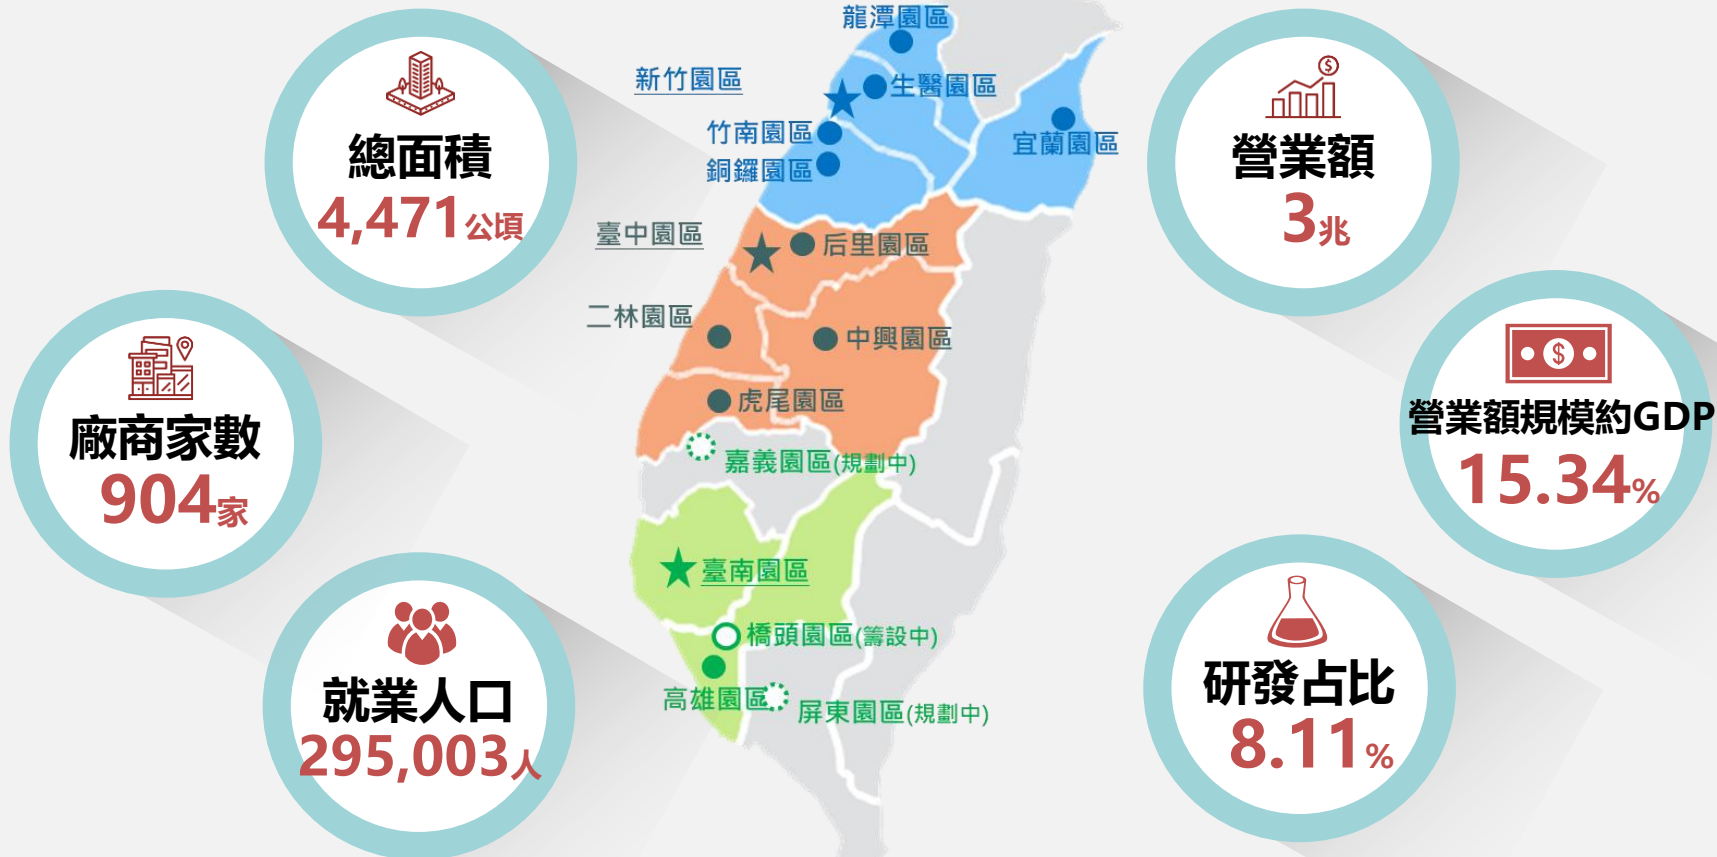 總面積
4,471公頃
廠商家數
904家
就業人口
295,003人
龍潭園區
新竹園區
生醫園區
竹南園區
宜蘭園區
銅鑼園區
臺中園區
后里園區
二林園區
中興園區
虎尾園區
嘉義園區(規劃中)
臺南園區
橋頭園區(籌設中)
高雄園區
屏東園區(規劃中)
營業額
3兆
營業額規模約GDP
15.34%
研發占比
8.11%